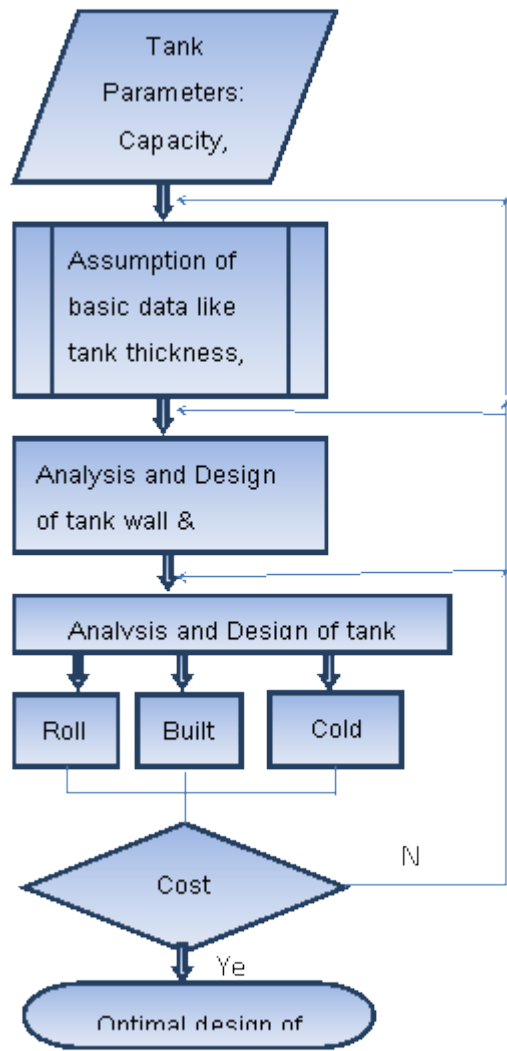 Tank
Parameters:
Capacity,
Assumption of
basic data like
tank thickness,
Analysis and Design
of tank wall &
Analysis and Design of tank
Roll
Built
Cold
Cost
N
Ye
Optimal design of